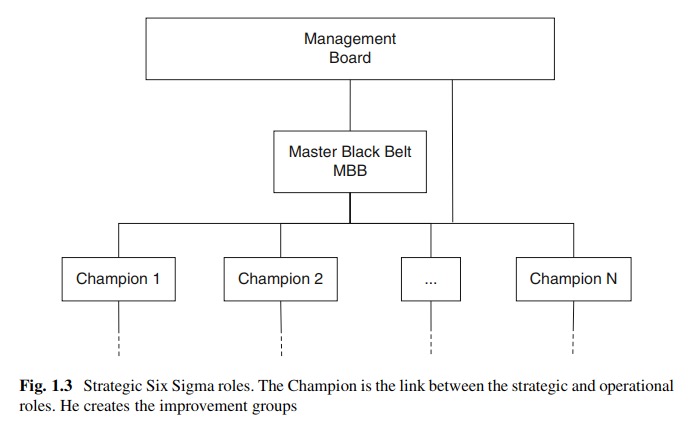 Management
Board
Master Black Belt
MBB
Champion 1
Champion 2
...
Champion N
Fig. 1.3 Strategic Six Sigma roles. The Champion is the link between the strategic and operational
roles. He creates the improvement groups